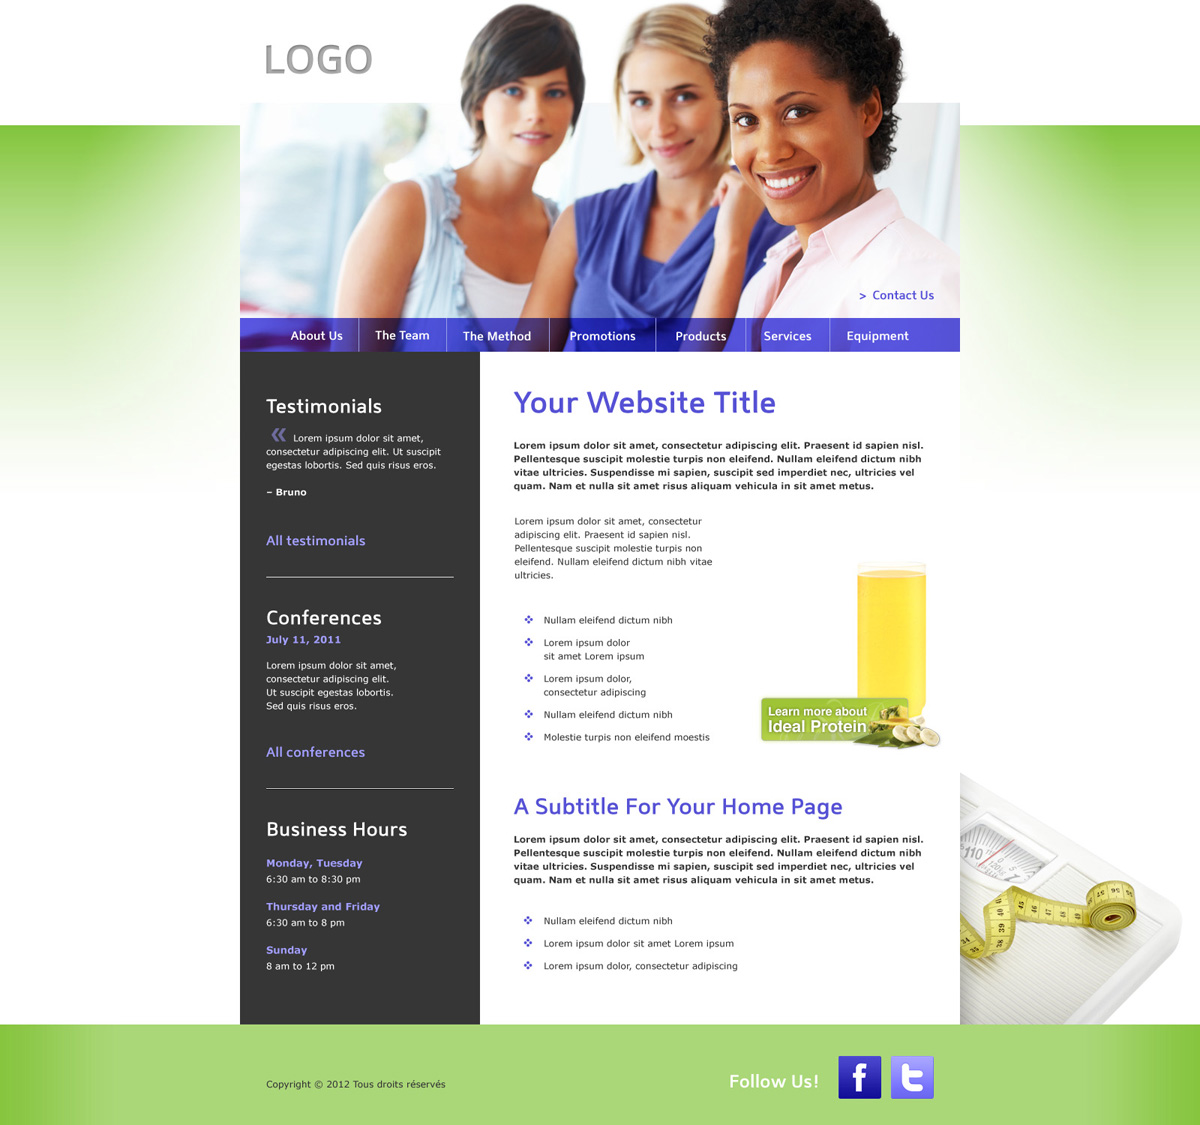 LOGO
> Contact Us
About Us
The Team
The Method
Promotions
Products
Services
Equipment
Testimonials
« Lorem ipsum dolor sit amet,
consectetur adipiscing elit. Ut suscipit
egestas lobortis. Sed quis risus eros.
– Bruno
All testimonials
Conferences
July 11, 2011
Lorem ipsum dolor sit amet,
consectetur adipiscing elit.
Ut suscipit egestas lobortis.
Sed quis risus eros.
All conferences
Business Hours
Monday, Tuesday
6:30 am to 8:30 pm
Thursday and Friday
6:30 am to 8 pm
Sunday
8 am to 12 pm
Your Website Title
Lorem ipsum dolor sit amet, consectetur adipiscing elit. Praesent id sapien nisl.
Pellentesque suscipit molestie turpis non eleifend. Nullam eleifend dictum nibh
vitae ultricies. Suspendisse mi sapien, suscipit sed imperdiet nec, ultricies vel
quam. Nam et nulla sit amet risus aliquam vehicula in sit amet metus.
Lorem ipsum dolor sit amet, consectetur
adipiscing elit. Praesent id sapien nisl.
Pellentesque suscipit molestie turpis non
eleifend. Nullam eleifend dictum nibh vitae
ultricies.
Nullam eleifend dictum nibh
Lorem ipsum dolor
sit amet Lorem ipsum
Lorem ipsum dolor,
consectetur adipiscing
Nullam eleifend dictum nibh
Molestie turpis non eleifend moestis
Learn more about
Ideal Protein
A Subtitle For Your Home Page
Lorem ipsum dolor sit amet, consectetur adipiscing elit. Praesent id sapien nisl.
Pellentesque suscipit molestie turpis non eleifend. Nullam eleifend dictum nibh
vitae ultricies. Suspendisse mi sapien, suscipit sed imperdiet nec, ultricies vel
quam. Nam et nulla sit amet risus aliquam vehicula in sit amet metus.
Nullam eleifend dictum nibh
Lorem ipsum dolor sit amet Lorem ipsum
Lorem ipsum dolor, consectetur adipiscing
Copyright © 2012 Tous droits réservés
Follow Us!
f
t